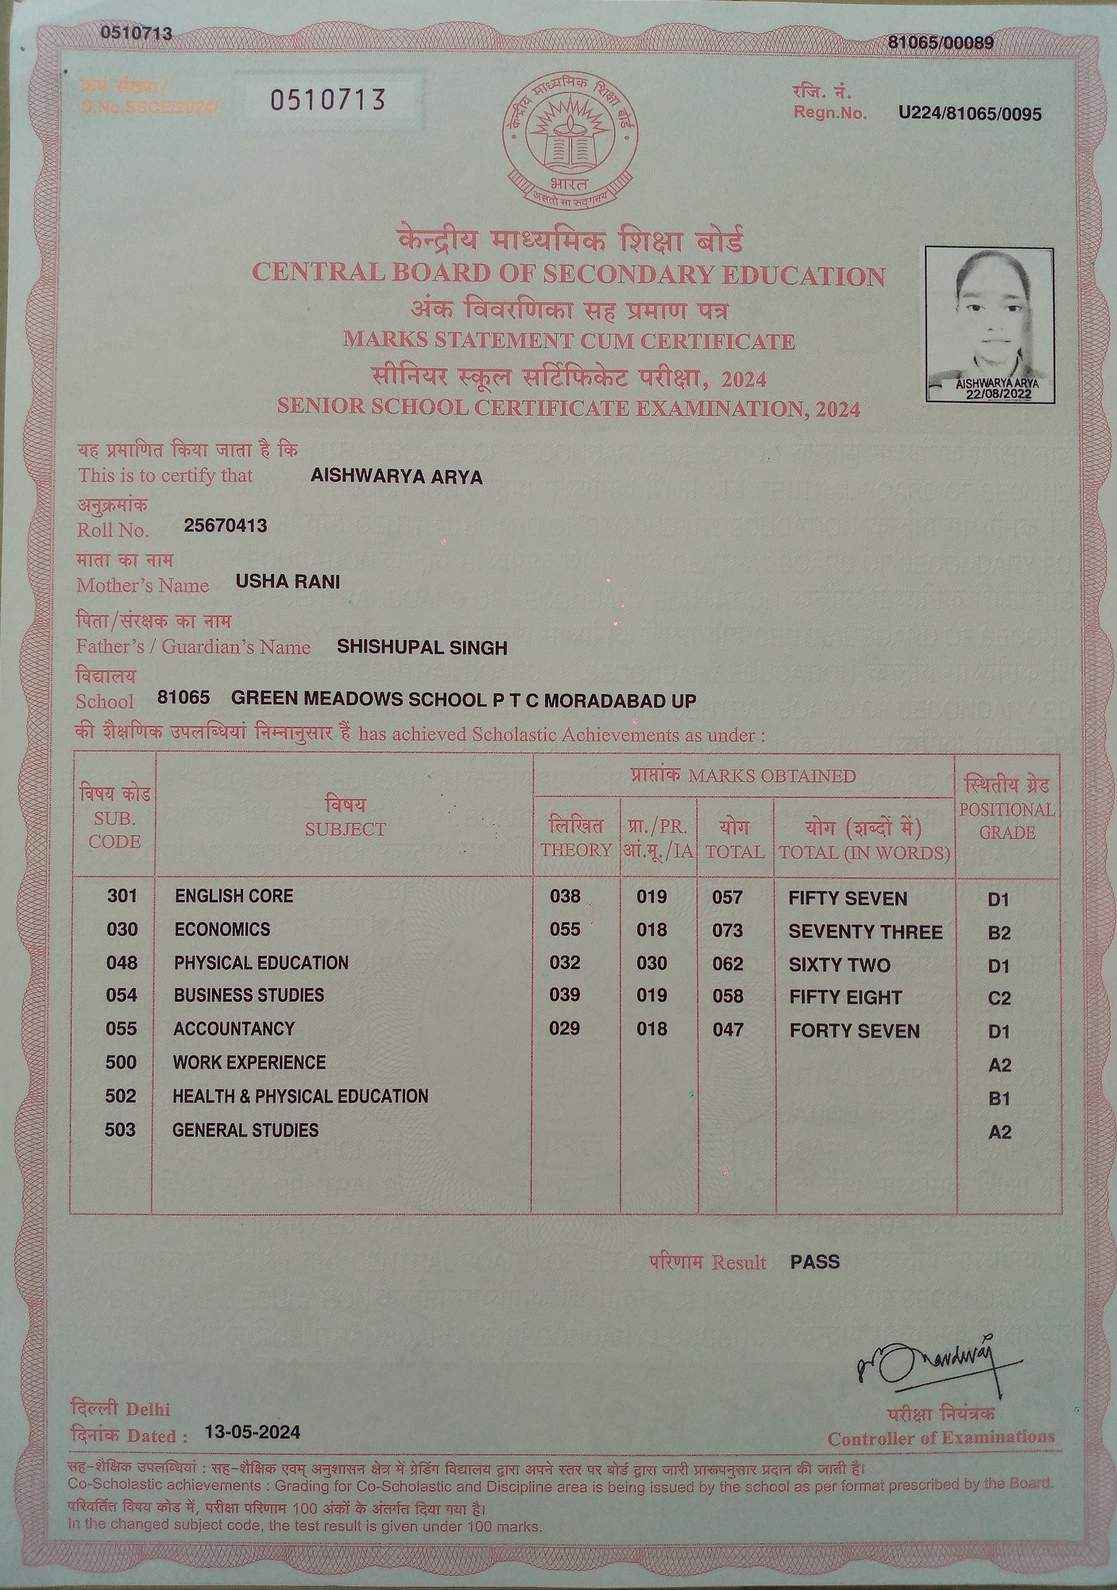 0510713
81065/00089
क्रम संख्या/
S.No.SSCE/2024
0510713
रजि. नं.
Regn.No. U224/81065/0095
केन्द्रीय माध्यमिक शिक्षा बोर्ड
भारत
असतो मा सद्गमय
केन्द्रीय माध्यमिक शिक्षा बोर्ड
CENTRAL BOARD OF SECONDARY EDUCATION
अंक विवरणिका सह प्रमाण पत्र
MARKS STATEMENT CUM CERTIFICATE
सीनियर स्कूल सर्टिफिकेट परीक्षा, 2024
SENIOR SCHOOL CERTIFICATE EXAMINATION, 2024
AISHWARYA ARYA
22/08/2022
यह प्रमाणित किया जाता है कि
This is to certify that AISHWARYA ARYA
अनुक्रमांक
Roll No. 25670413
माता का नाम
Mother's Name USHA RANI
पिता/संरक्षक का नाम
Father's / Guardian's Name SHISHUPAL SINGH
विद्यालय
School 81065 GREEN MEADOWS SCHOOL P T C MORADABAD UP
की शैक्षणिक उपलब्धियां निम्नानुसार हैं has achieved Scholastic Achievements as under :
विषय कोड
SUB.
CODE
विषय
SUBJECT
प्राप्तांक MARKS OBTAINED
लिखित
THEORY
प्रा./PR.
आं.मू./IA
योग
TOTAL
योग (शब्दों में)
TOTAL (IN WORDS)
स्थितीय ग्रेड
POSITIONAL
GRADE
301 ENGLISH CORE 038 019 057 FIFTY SEVEN D1
030 ECONOMICS 055 018 073 SEVENTY THREE B2
048 PHYSICAL EDUCATION 032 030 062 SIXTY TWO D1
054 BUSINESS STUDIES 039 019 058 FIFTY EIGHT C2
055 ACCOUNTANCY 029 018 047 FORTY SEVEN D1
500 WORK EXPERIENCE A2
502 HEALTH & PHYSICAL EDUCATION B1
503 GENERAL STUDIES A2
परिणाम Result PASS
दिल्ली Delhi
दिनांक Dated : 13-05-2024
परीक्षा नियंत्रक
Controller of Examinations
सह-शैक्षिक उपलब्धियां : सह-शैक्षिक एवम् अनुशासन क्षेत्र में ग्रेडिंग विद्यालय द्वारा अपने स्तर पर बोर्ड द्वारा जारी प्रारूपनुसार प्रदान की जाती है।
Co-Scholastic achievements : Grading for Co-Scholastic and Discipline area is being issued by the school as per format prescribed by the Board.
परिवर्तित विषय कोड में, परीक्षा परिणाम 100 अंकों के अंतर्गत दिया गया है।
In the changed subject code, the test result is given under 100 marks.